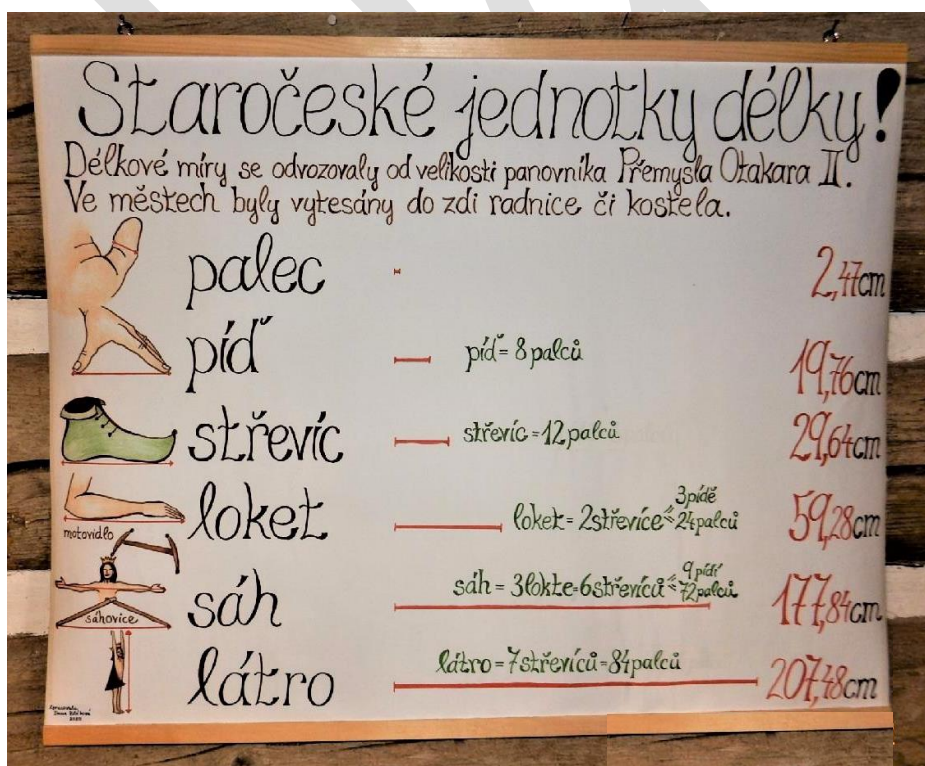 Staročeské jednotky délky!
Délkové míry se odvozovaly od velikosti panovníka Přemysla Otakara II.
Ve městech byly vytesány do zdi radnice či kostela.
palec 2,47cm
píď píď = 8 palců 19,76cm
střevíc střevíc = 12 palců 29,64cm
3 pídě
loket loket = 2 střevíce = 24 palců 59,28cm
motovidlo
9 pídí
sáh sáh = 3 lokte = 6 střevíců = 72 palců 177,84cm
sáhovice
látro látro = 7 střevíců = 84 palců 207,48cm
Zpracovala